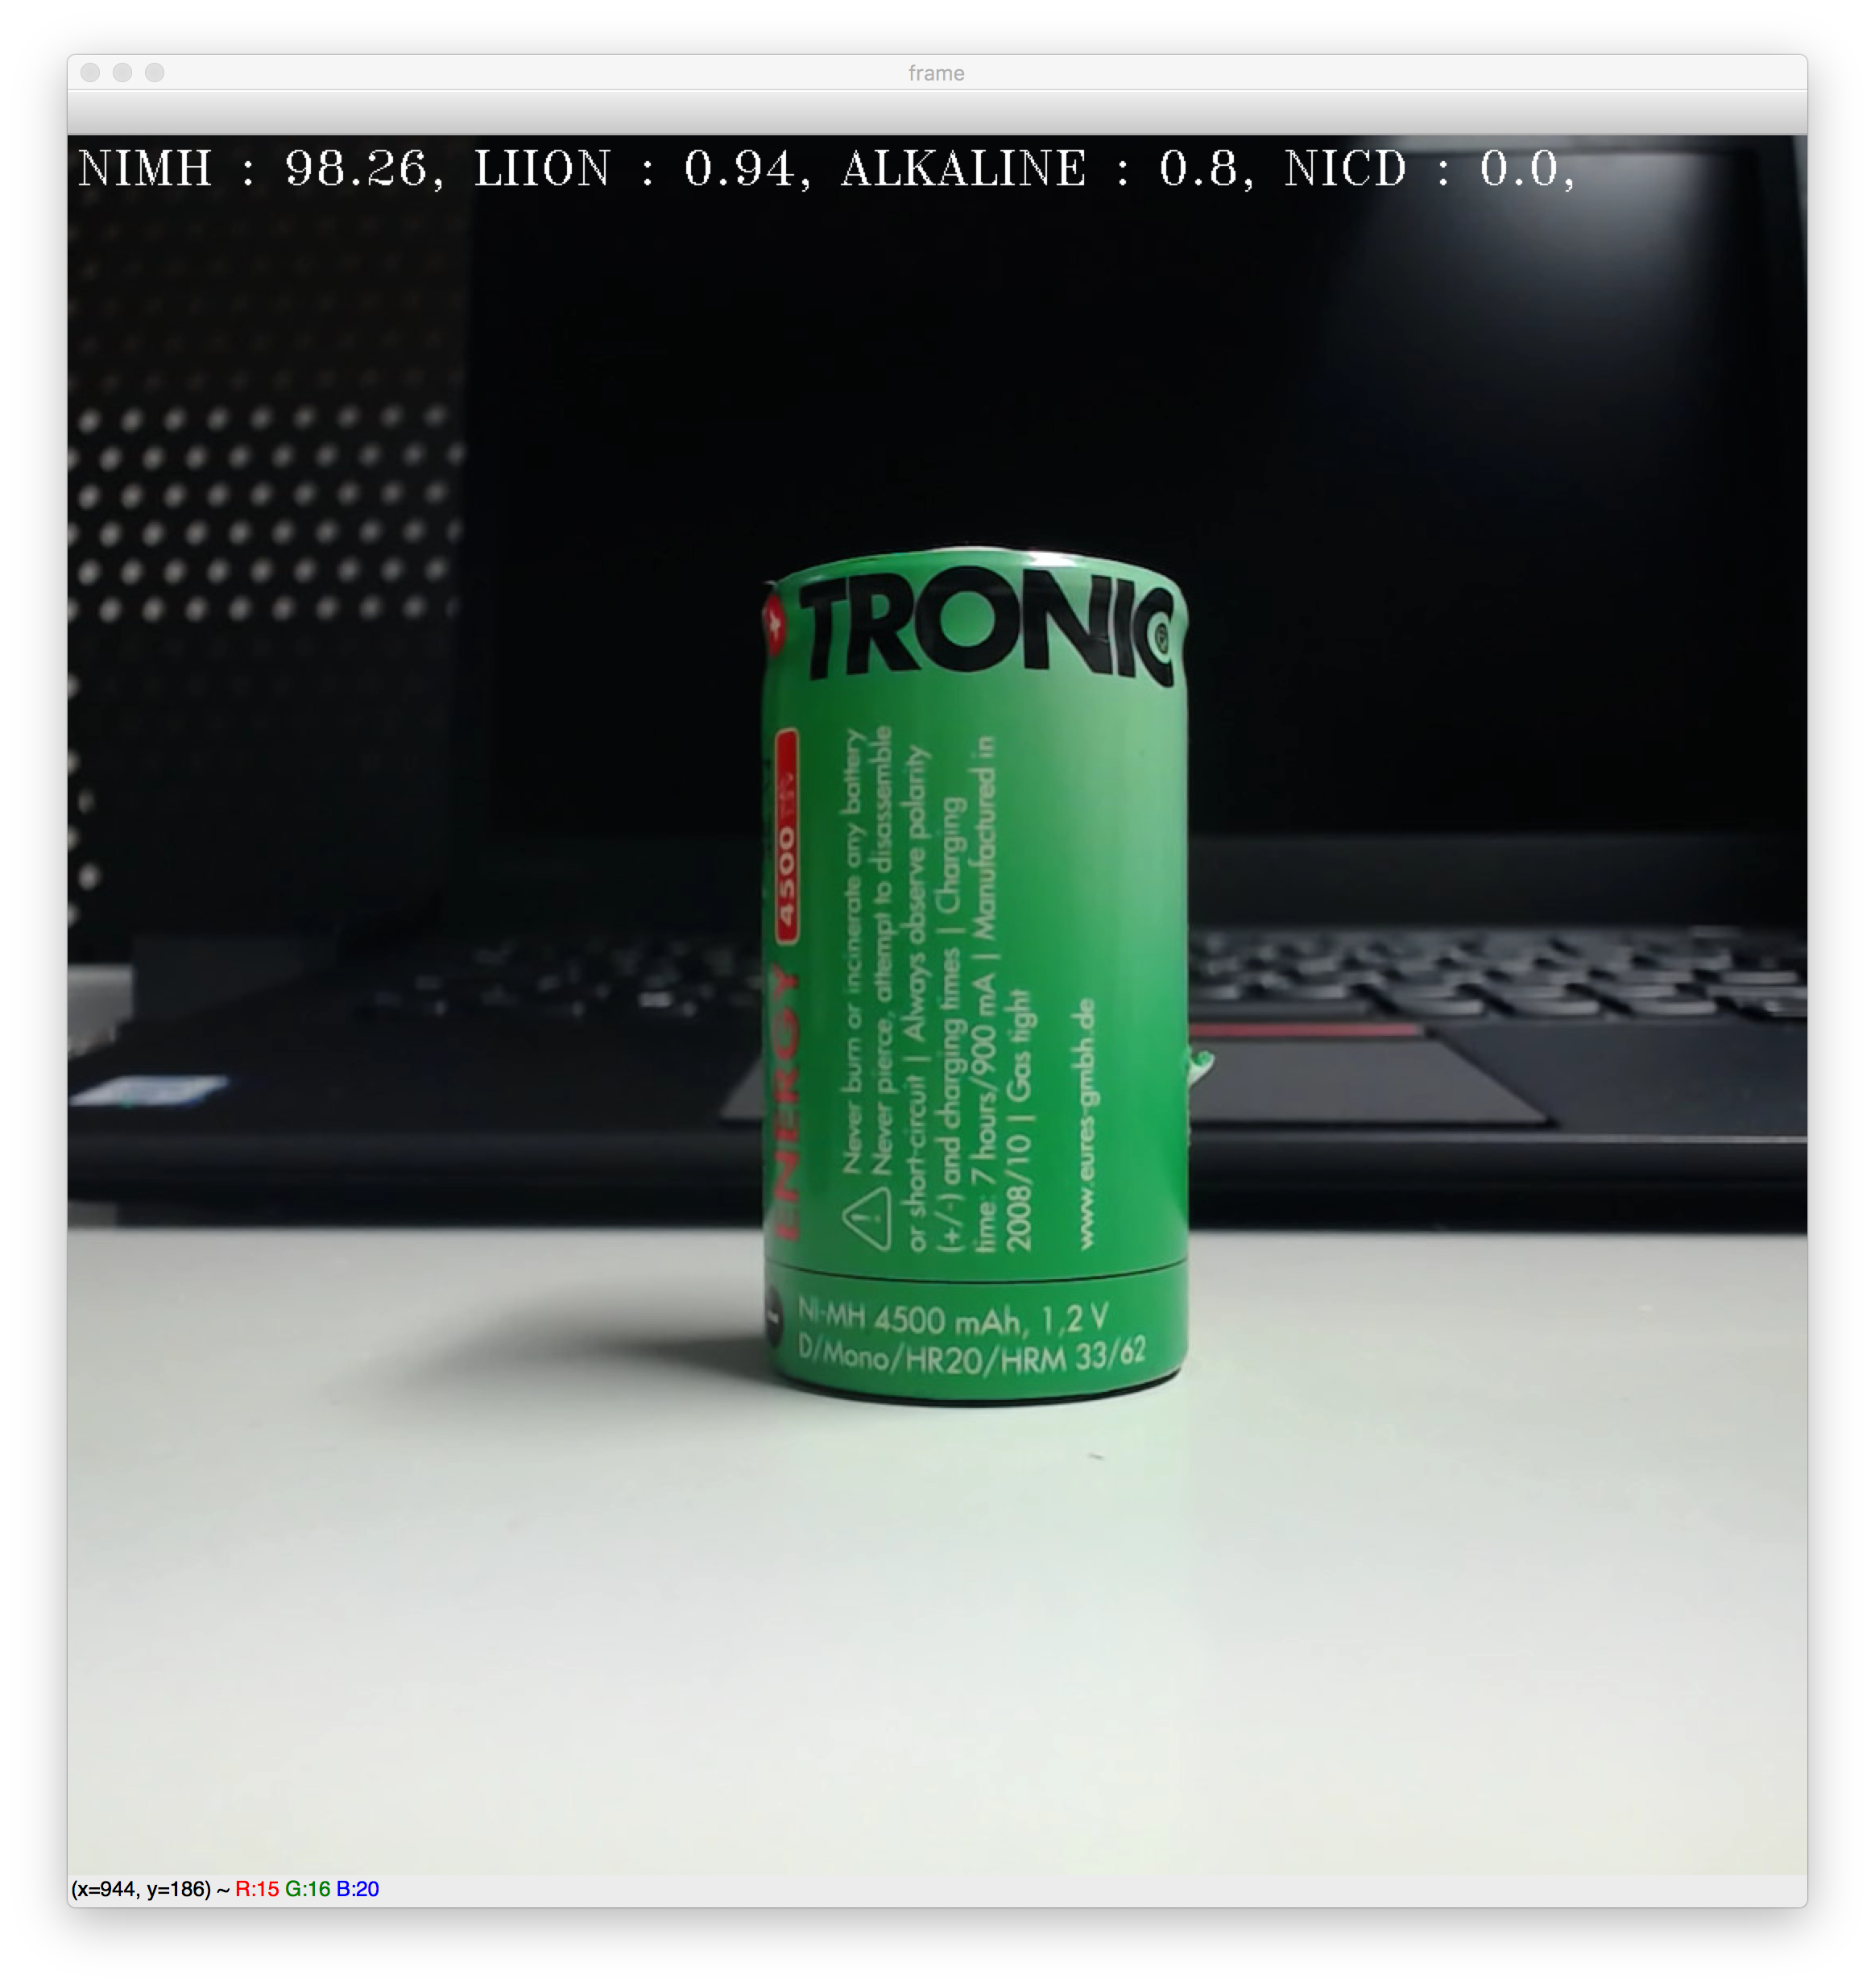 frame
NIMH : 98.26, LIION : 0.94, ALKALINE : 0.8, NICD : 0.0,
TRONIC®
ENERGY 4500
Never burn or incinerate any battery
Never pierce, attempt to disassemble
or short-circuit | Always observe polarity
(+/-) and charging times | Charging
time: 7 hours/900 mA | Manufactured in
2008/10 | Gas tight
www.eures-gmbh.de
NI-MH 4500 mAh, 1,2 V
D/Mono/HR20/HRM 33/62
(x=944, y=186) ~ R:15 G:16 B:20